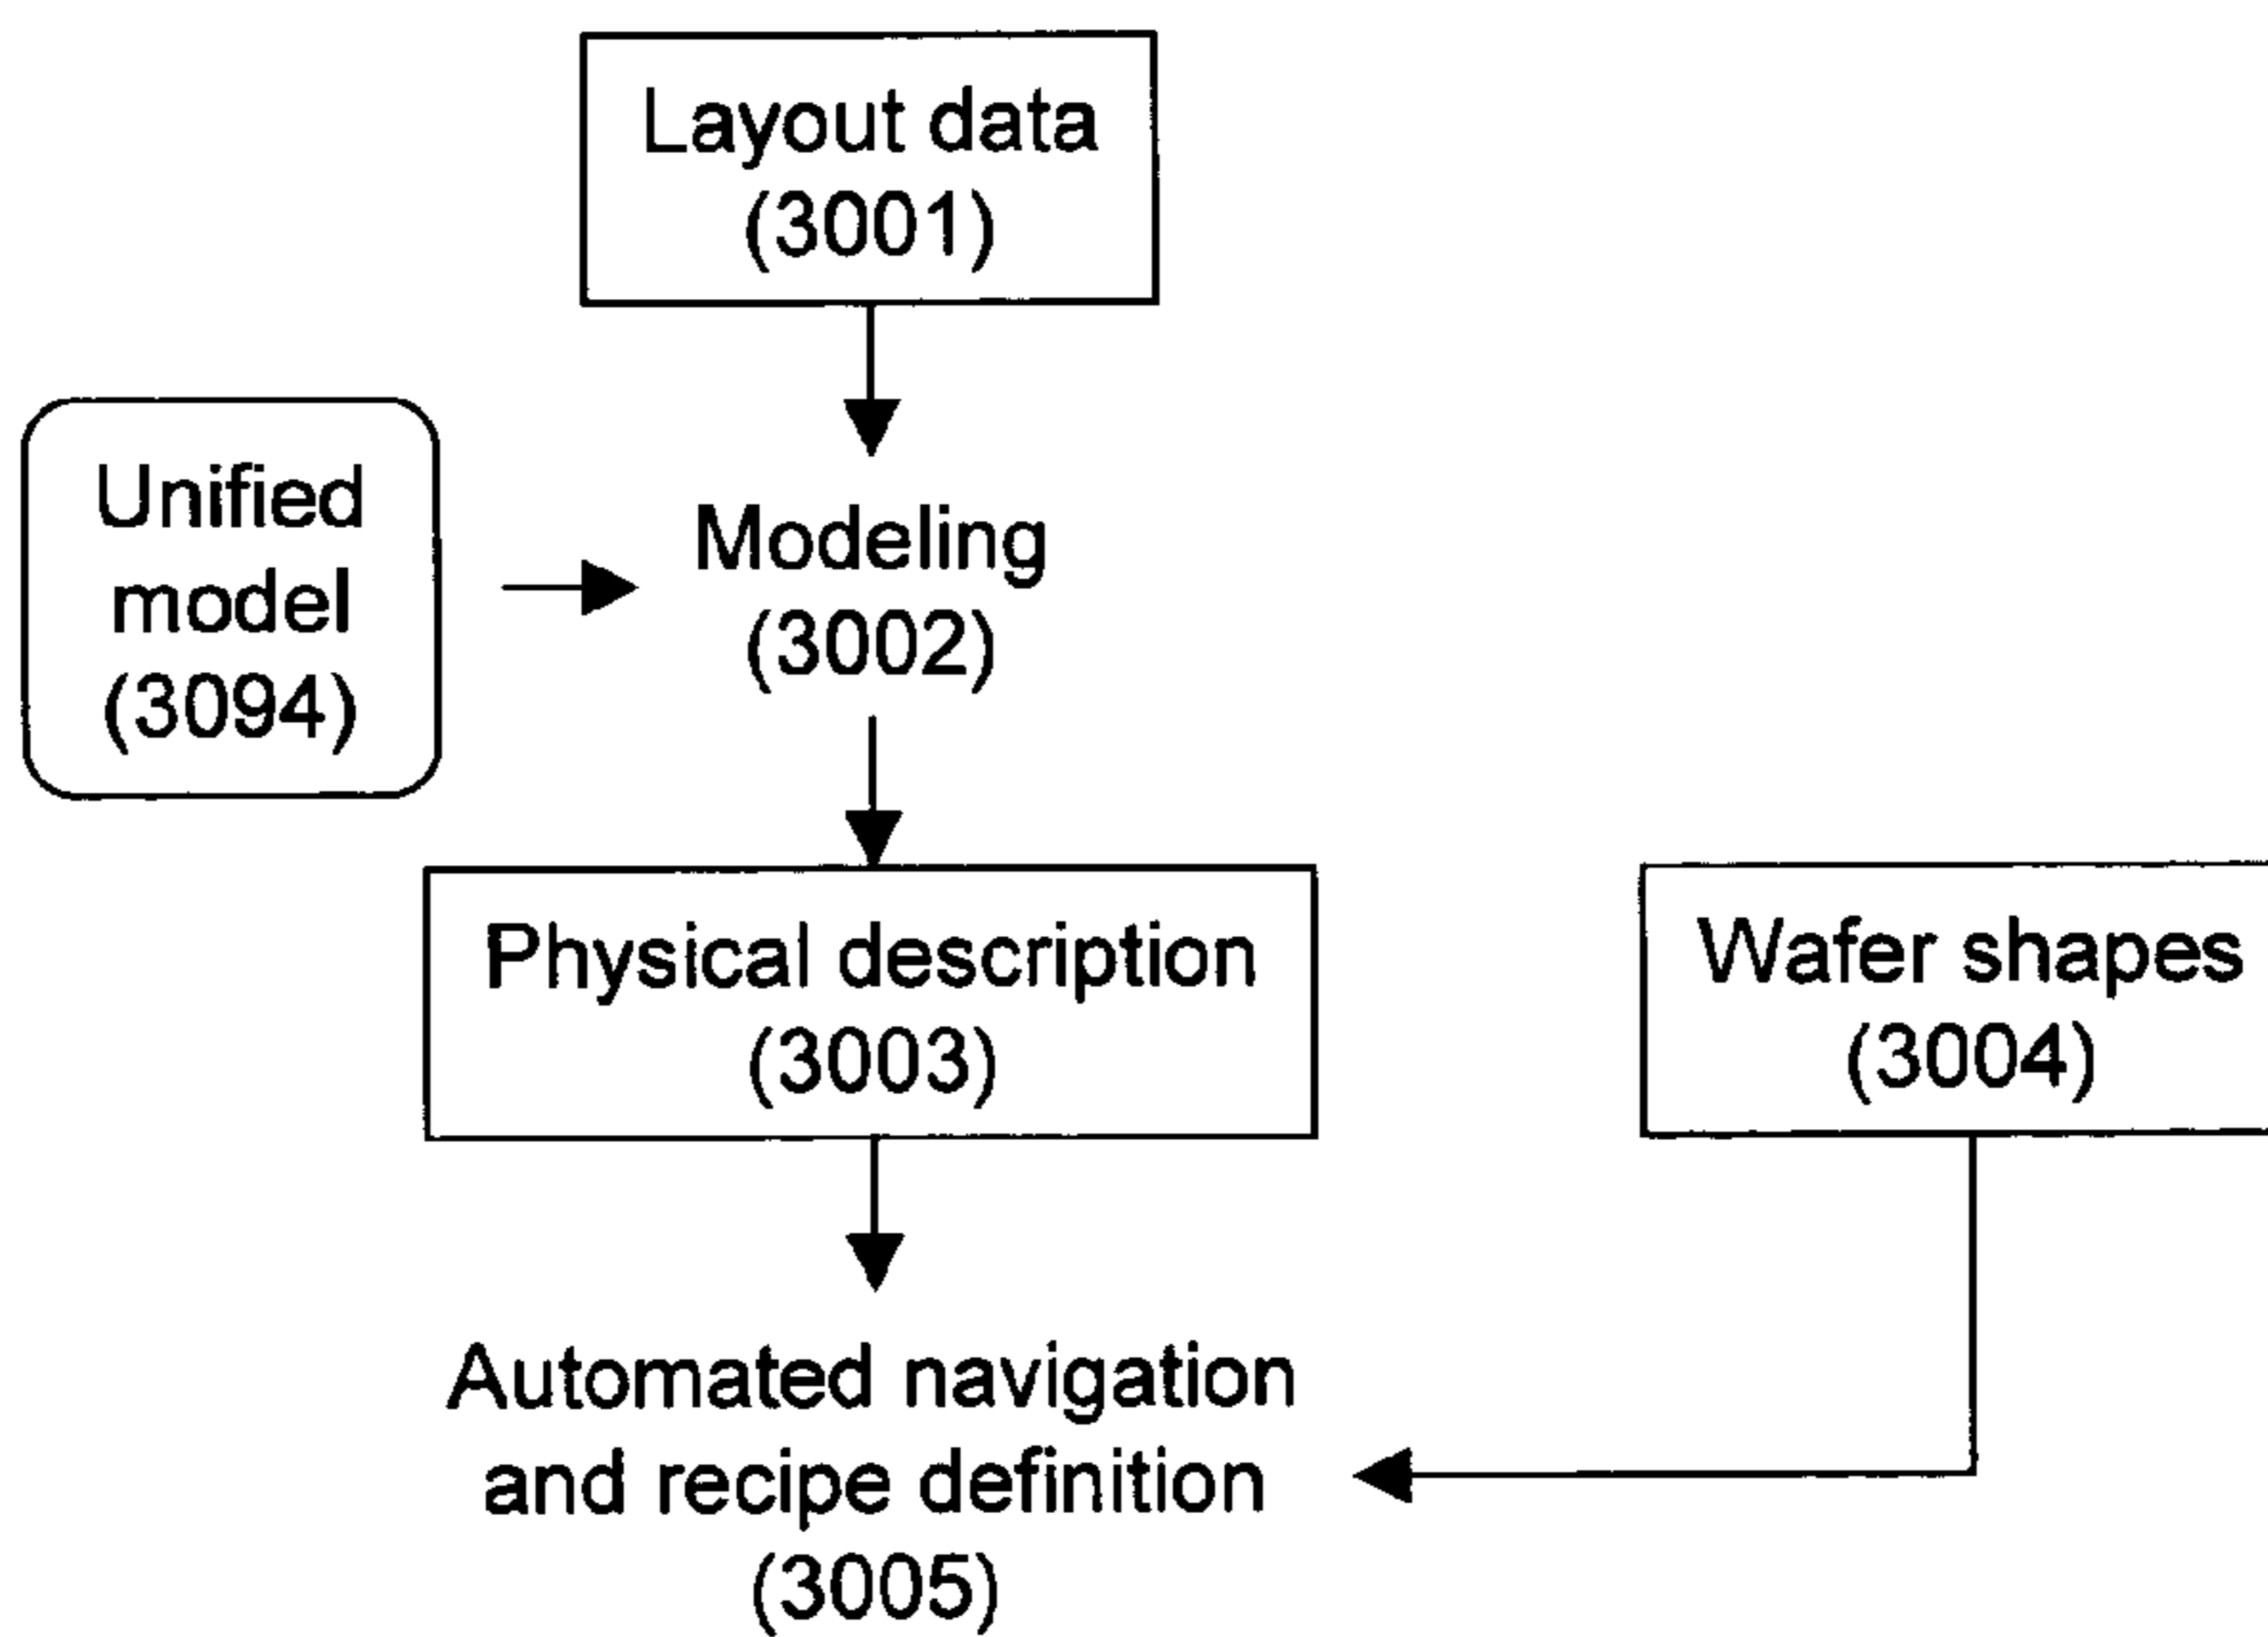 Layout data
(3001)
Unified
model
(3094)
Modeling
(3002)
Physical description
(3003)
Wafer shapes
(3004)
Automated navigation
and recipe definition
(3005)